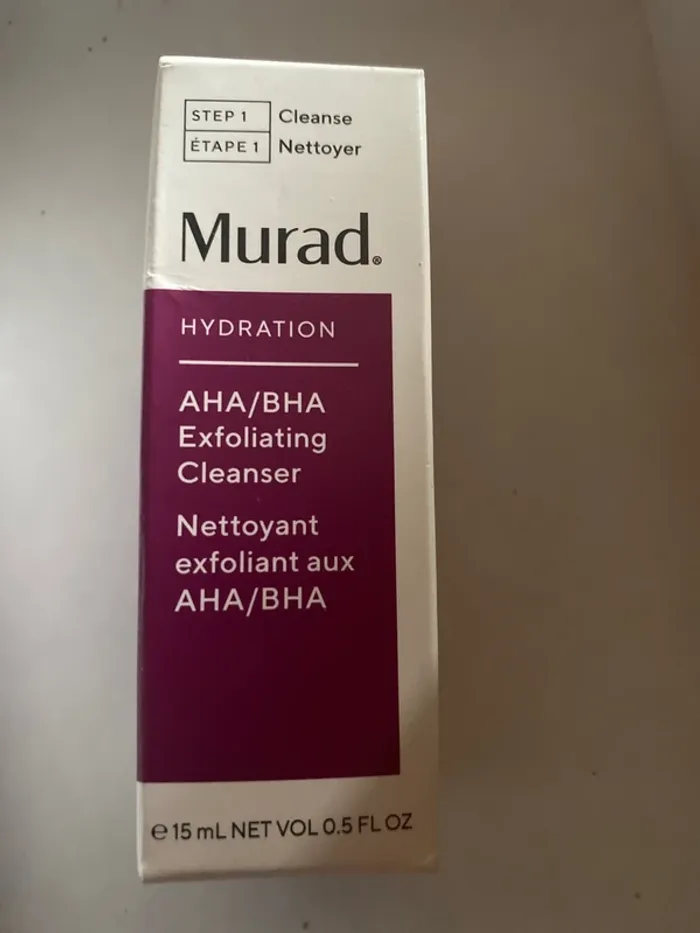 STEP 1 Cleanse
ÉTAPE 1 Nettoyer
Murad®
HYDRATION
AHA/BHA
Exfoliating
Cleanser
Nettoyant
exfoliant aux
AHA/BHA
℮ 15 mL NET VOL 0.5 FL OZ